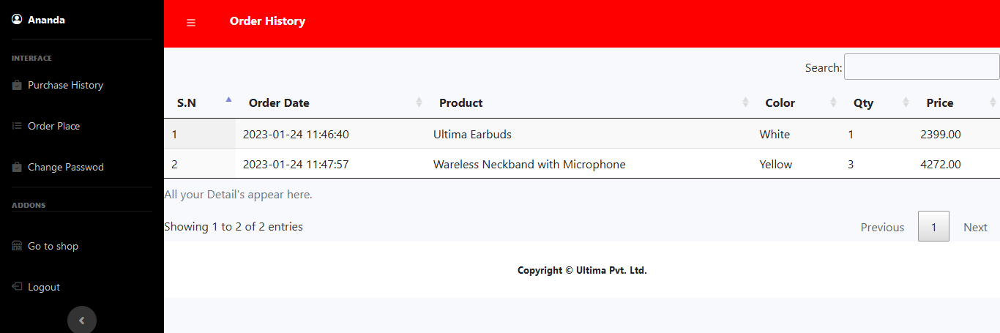 Ananda
Order History
INTERFACE
Purchase History
Order Place
Change Passwod
ADDONS
Go to shop
Logout
Search:
S.N Order Date Product Color Qty Price
1 2023-01-24 11:46:40 Ultima Earbuds White 1 2399.00
2 2023-01-24 11:47:57 Wareless Neckband with Microphone Yellow 3 4272.00
All your Detail's appear here.
Showing 1 to 2 of 2 entries
Previous 1 Next
Copyright © Ultima Pvt. Ltd.